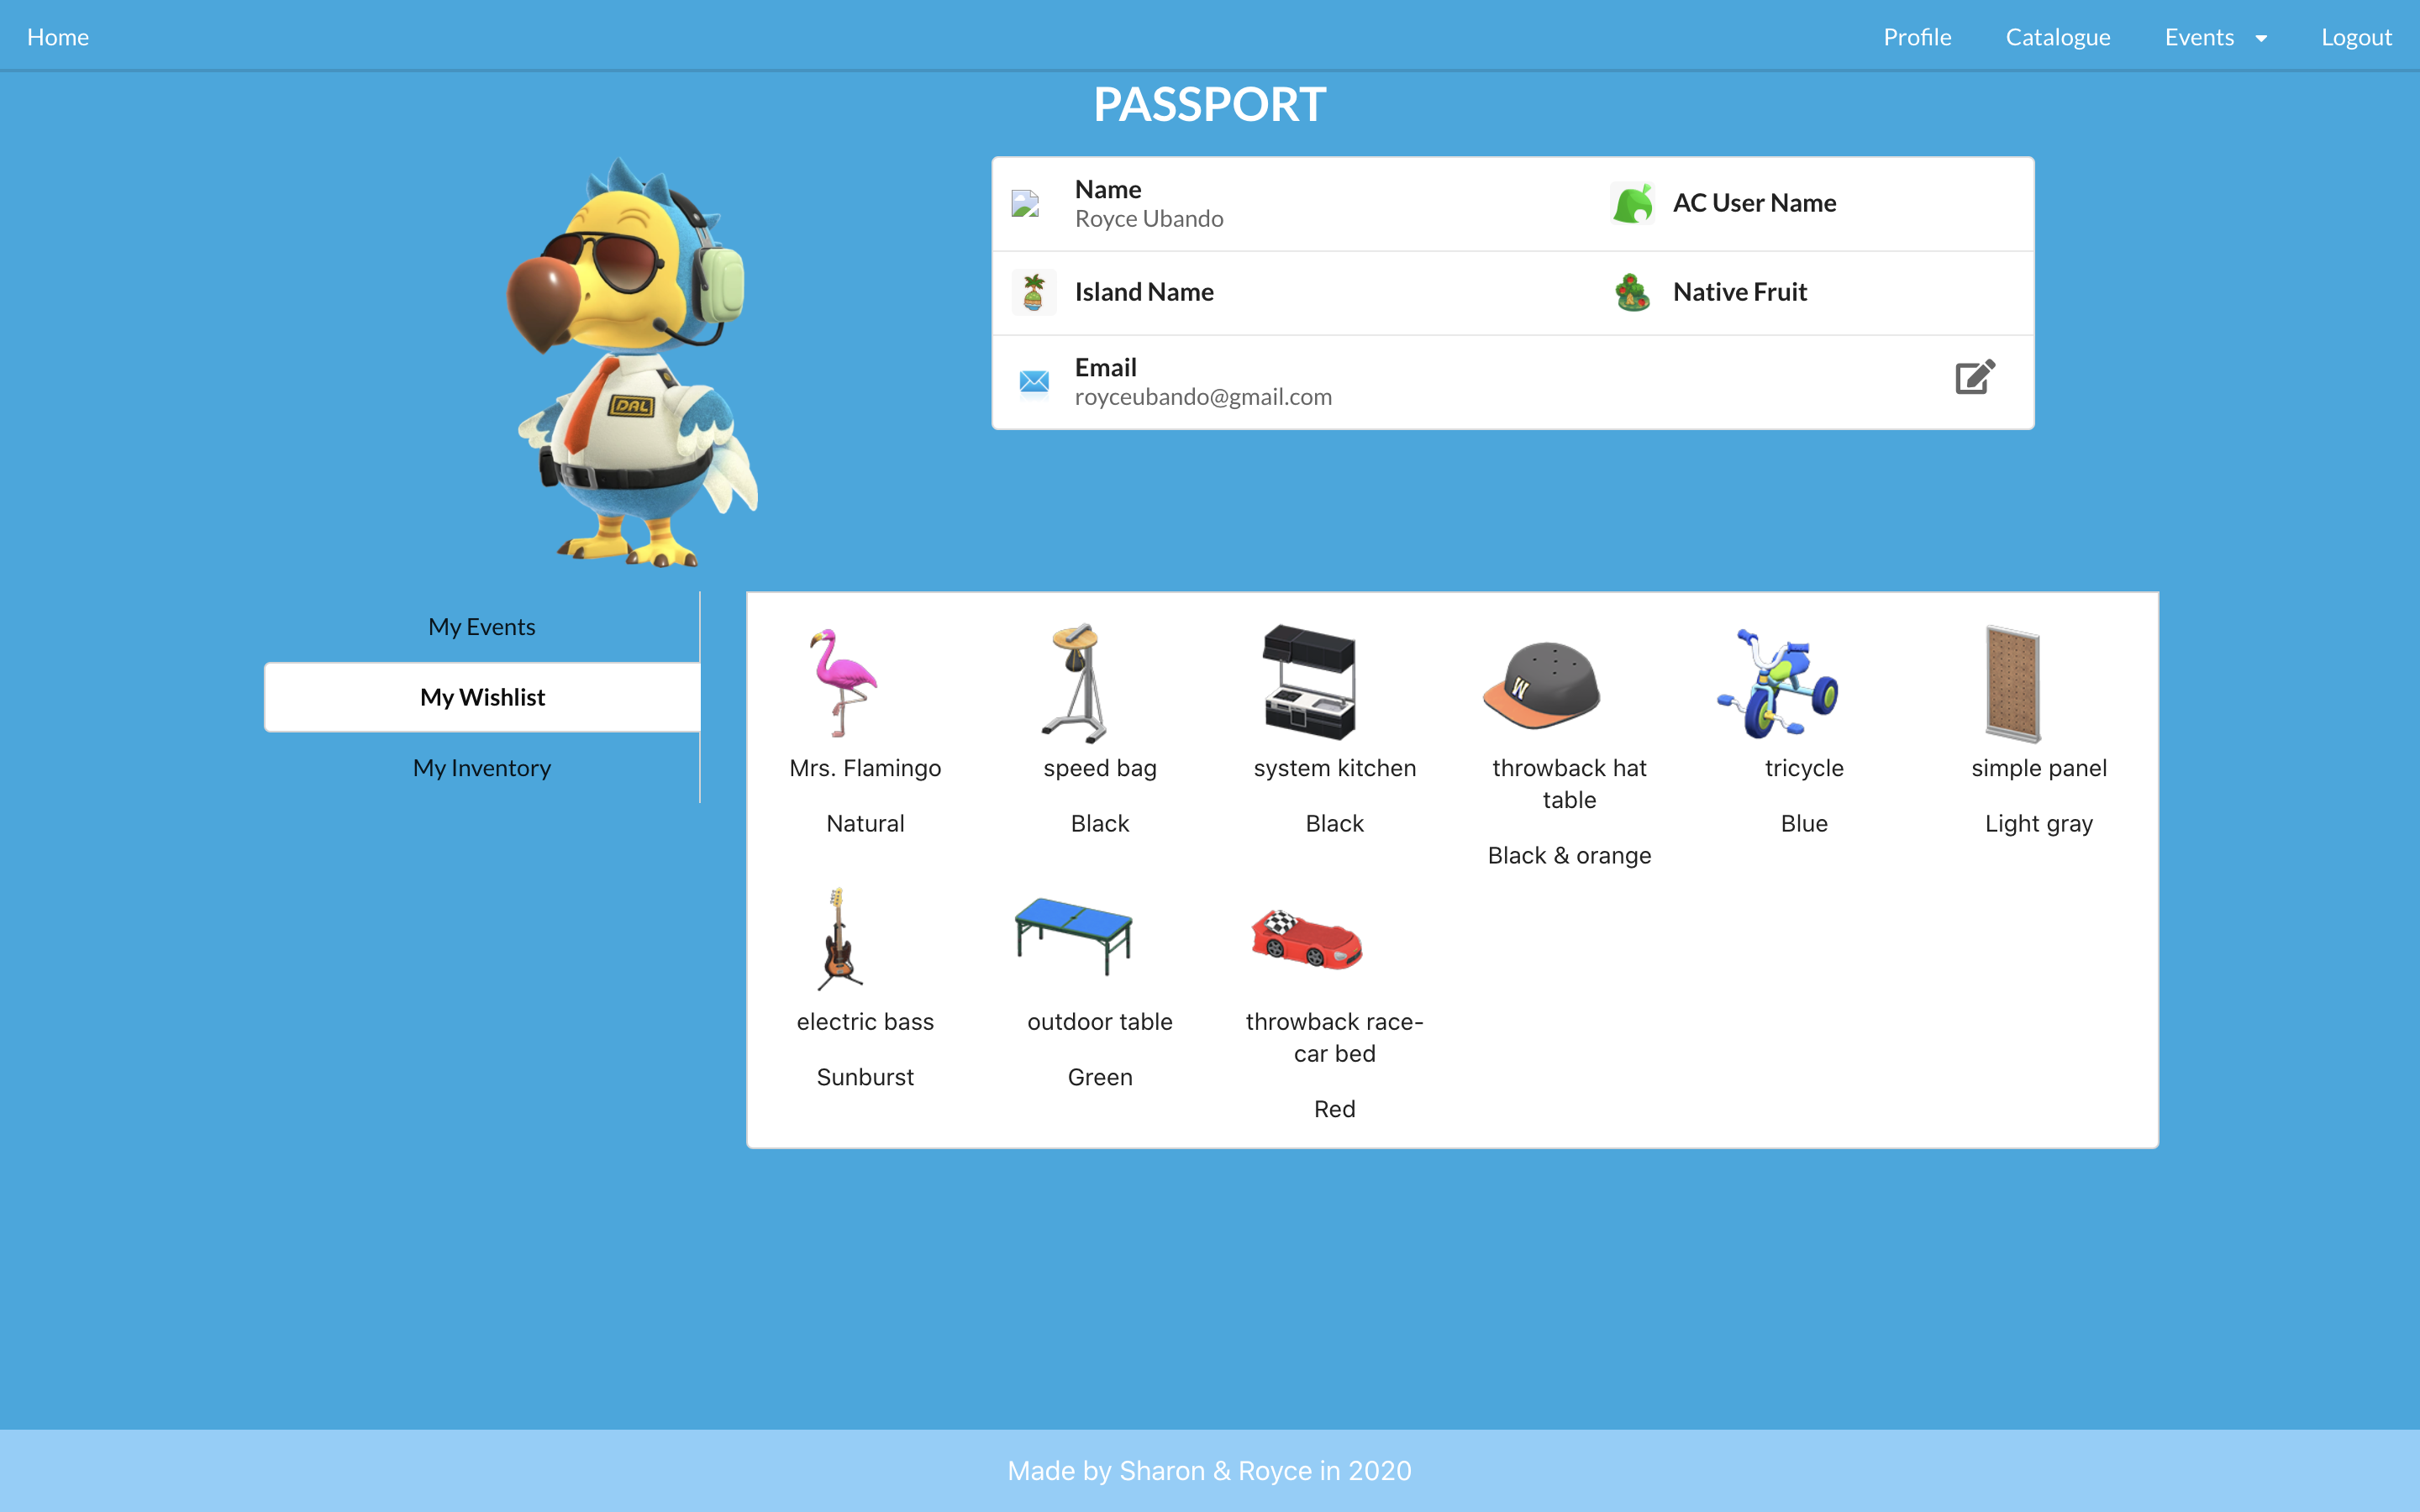 Home
Profile
Catalogue
Events
Logout
PASSPORT
Name
Royce Ubando
AC User Name
Island Name
Native Fruit
Email
royceubando@gmail.com
DAL
My Events
My Wishlist
My Inventory
Mrs. Flamingo
Natural
speed bag
Black
system kitchen
Black
W
throwback hat
table
Black & orange
tricycle
Blue
simple panel
Light gray
electric bass
Sunburst
outdoor table
Green
throwback race-
car bed
Red
Made by Sharon & Royce in 2020